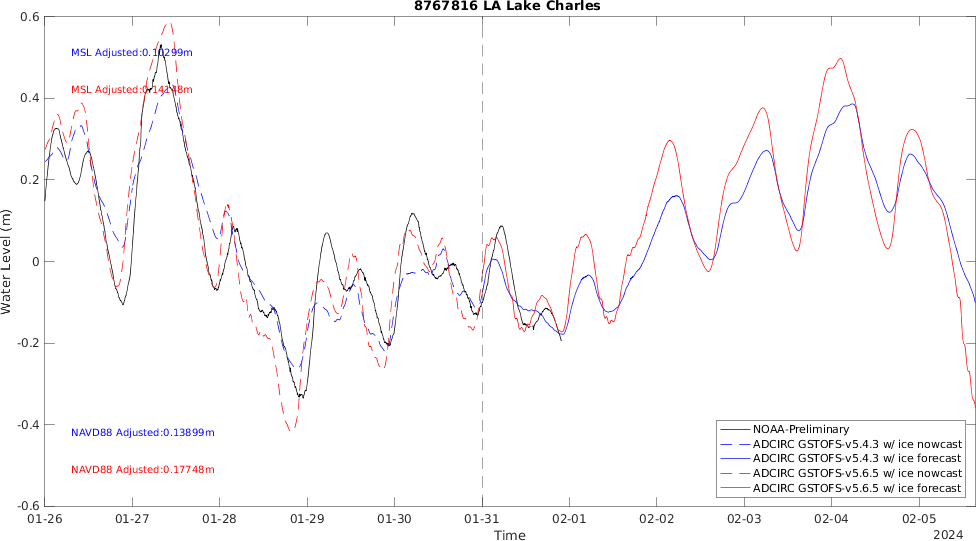 8767816 LA Lake Charles
0.6
MSL Adjusted:0.10299m
0.4
MSL Adjusted:0.14148m
0.2
0
-0.2
-0.4
-0.6
Water Level (m)
NAVD88 Adjusted:0.13899m
NAVD88 Adjusted:0.17748m
NOAA-Preliminary
ADCIRC GSTOFS-v5.4.3 w/ ice nowcast
ADCIRC GSTOFS-v5.4.3 w/ ice forecast
ADCIRC GSTOFS-v5.6.5 w/ ice nowcast
ADCIRC GSTOFS-v5.6.5 w/ ice forecast
01-26 01-27 01-28 01-29 01-30 01-31 02-01 02-02 02-03 02-04 02-05
Time
2024